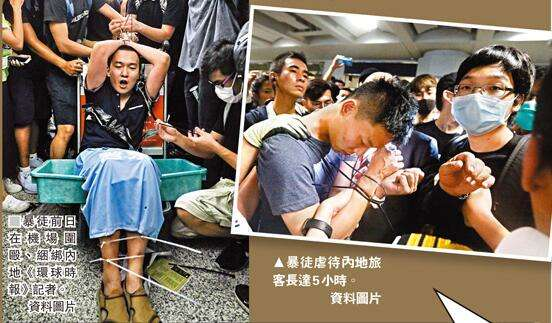 ■暴徒前日
在機場圍
毆、綑綁內
地《環球時
報》記者。
資料圖片
▲暴徒虐待內地旅
客長達5小時。
資料圖片